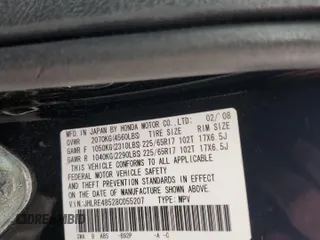 MFD. IN JAPAN BY HONDA MOTOR CO.,LTD. 02/'08
GVWR 2070KG(4560LBS TIRE SIZE RIM SIZE
GAWR F 1050KG(2310LBS 225/65R17 102T 17X6.5J
GAWR R 1040KG(2290LBS 225/65R17 102T 17X6.5J
THIS VEHICLE CONFORMS TO ALL APPLICABLE
FEDERAL MOTOR VEHICLE SAFETY
AND THEFT PREVENTION STANDARDS IN EFFECT
ON THE DATE OF MANUFACTURE SHOWN ABOVE.
V.I.N:JHLRE48528C055207 TYPE: MPV
ABS -B92P -A -C
DREAMBID